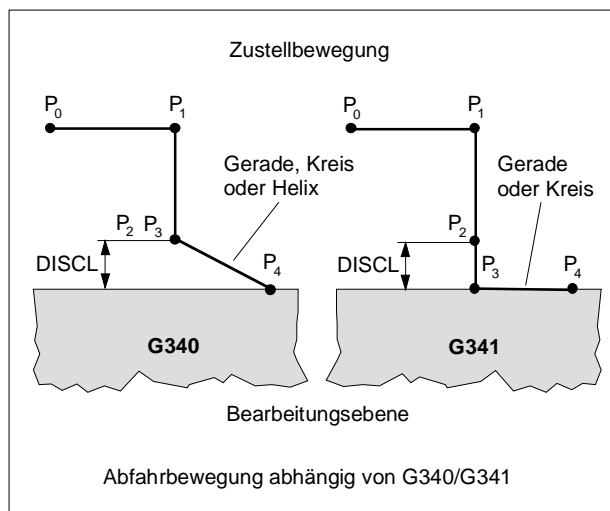 Zustellbewegung
P0 P1 P0 P1
Gerade, Kreis
oder Helix
Gerade
oder Kreis
P2 P3 P2
DISCL P4 DISCL P3 P4
G340 G341
Bearbeitungsebene
Abfahrbewegung abhängig von G340/G341